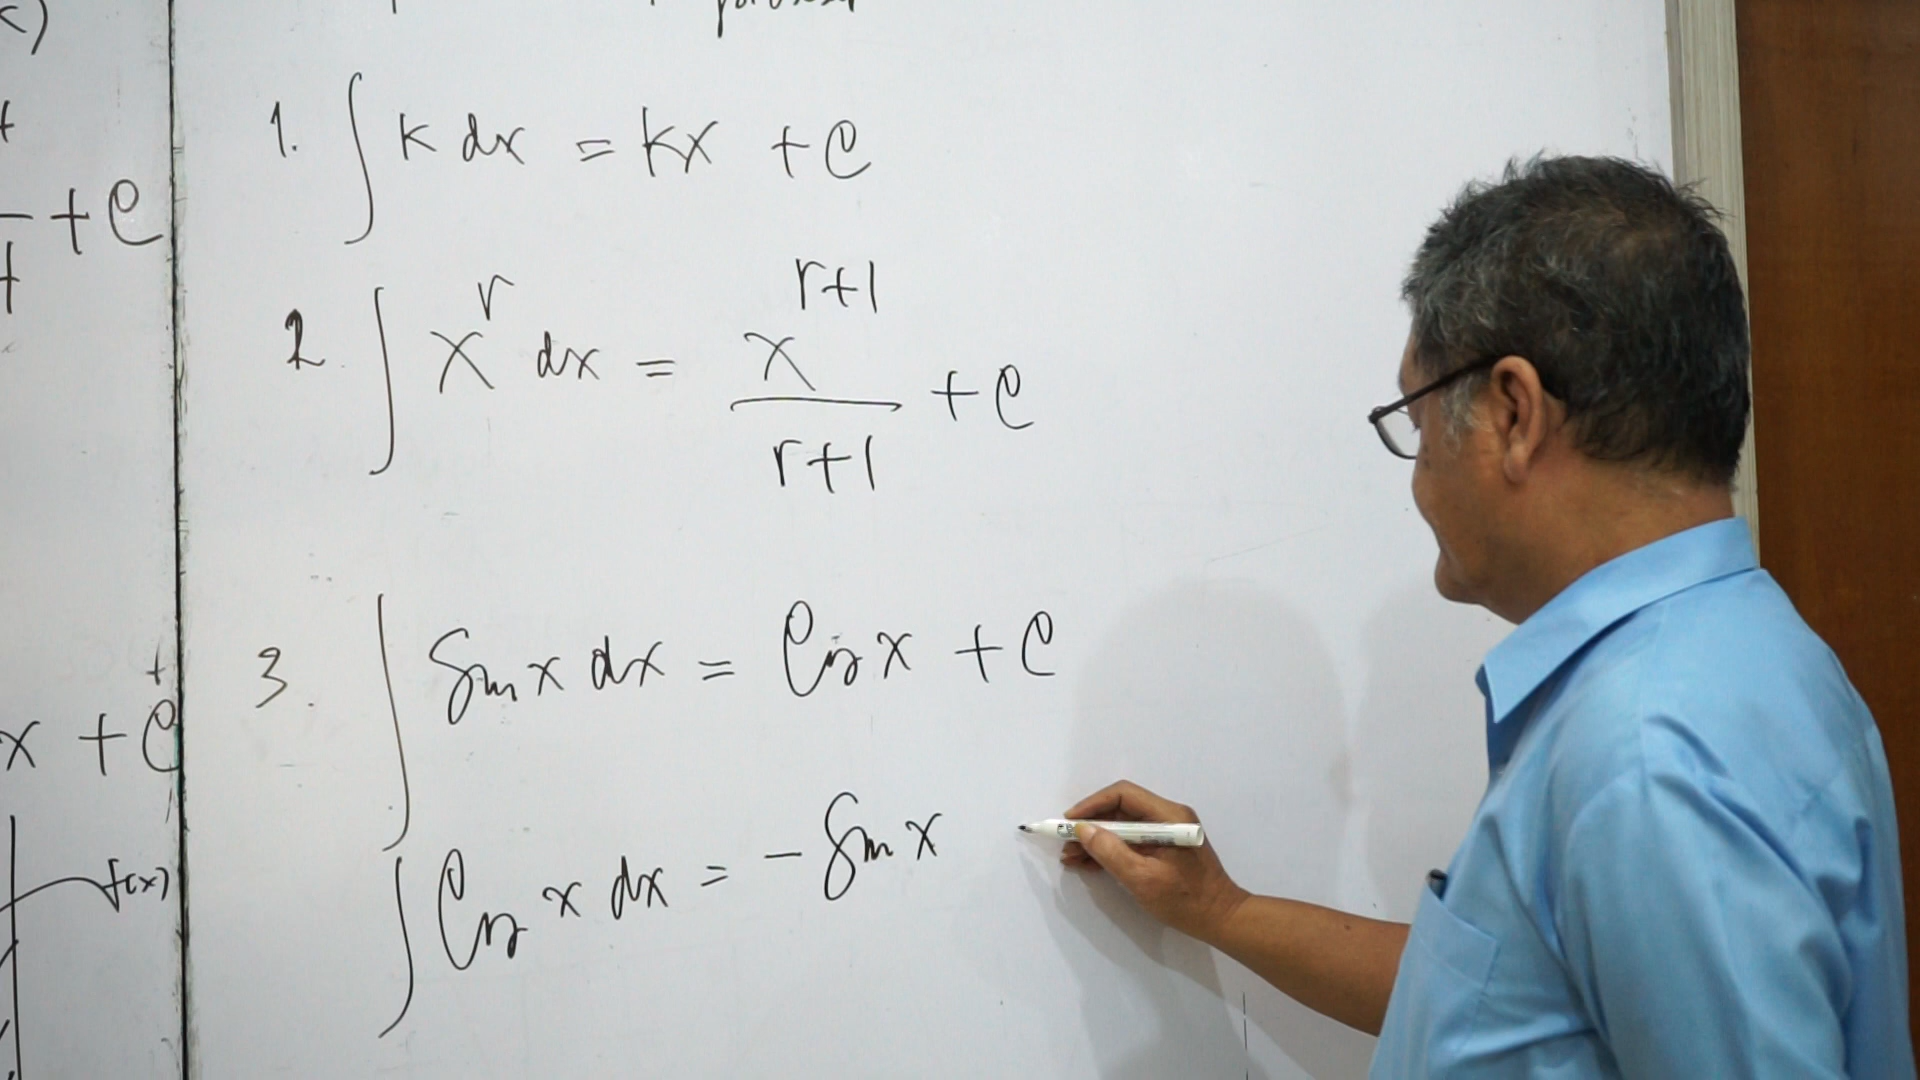 1. ∫ K dx = Kx + C
2. ∫ x^r dx = x^(r+1)/(r+1) + C
3. ∫ Sin x dx = Cos x + C
∫ Cos x dx = - Sin x
+ C
x + C
f(x)